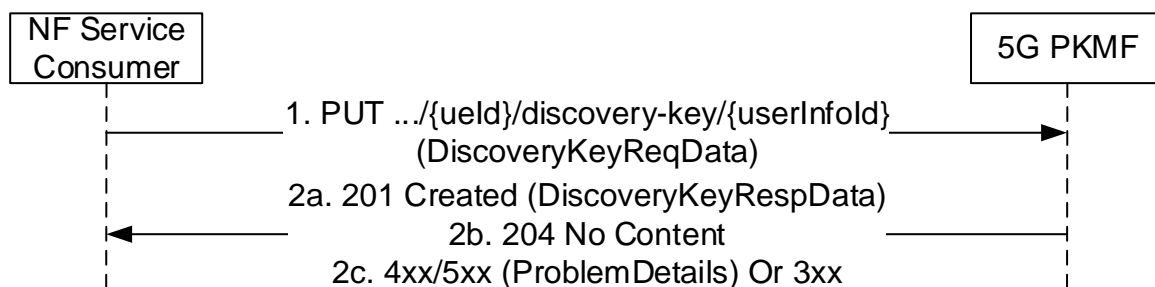 NF Service
Consumer
5G PKMF
1. PUT .../{ueId}/discovery-key/{userInfoId}
(DiscoveryKeyReqData)
2a. 201 Created (DiscoveryKeyRespData)
2b. 204 No Content
2c. 4xx/5xx (ProblemDetails) Or 3xx